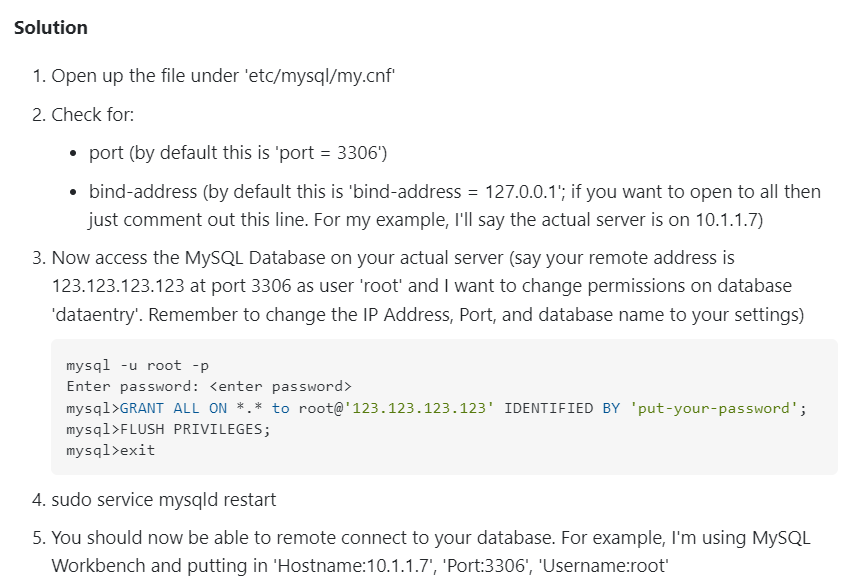 Solution
1. Open up the file under 'etc/mysql/my.cnf'
2. Check for:
• port (by default this is 'port = 3306')
• bind-address (by default this is 'bind-address = 127.0.0.1'; if you want to open to all then
just comment out this line. For my example, I'll say the actual server is on 10.1.1.7)
3. Now access the MySQL Database on your actual server (say your remote address is
123.123.123.123 at port 3306 as user 'root' and I want to change permissions on database
'dataentry'. Remember to change the IP Address, Port, and database name to your settings)
mysql -u root -p
Enter password: <enter password>
mysql>GRANT ALL ON *.* to root@'123.123.123.123' IDENTIFIED BY 'put-your-password';
mysql>FLUSH PRIVILEGES;
mysql>exit
4. sudo service mysqld restart
5. You should now be able to remote connect to your database. For example, I'm using MySQL
Workbench and putting in 'Hostname:10.1.1.7', 'Port:3306', 'Username:root'